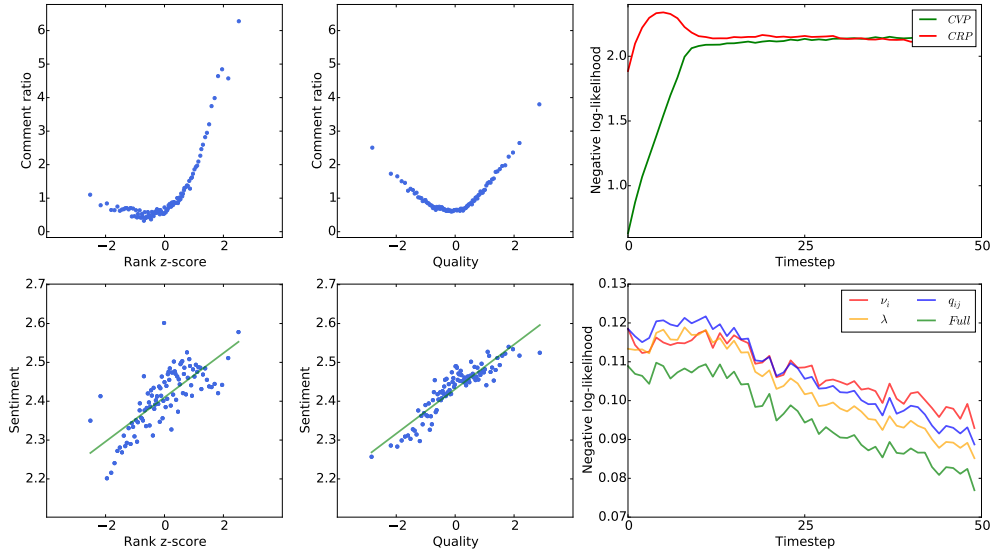 Comment ratio
6
5
4
3
2
1
0
−2 0 2
Rank z-score
Comment ratio
6
5
4
3
2
1
0
−2 0 2
Quality
Negative log-likelihood
2.0
1.5
1.0
CVP
CRP
0 25 50
Timestep
Sentiment
2.7
2.6
2.5
2.4
2.3
2.2
−2 0 2
Rank z-score
Sentiment
2.7
2.6
2.5
2.4
2.3
2.2
−2 0 2
Quality
Negative log-likelihood
0.13
0.12
0.11
0.10
0.09
0.08
0.07
ν_i q_ij
λ Full
0 25 50
Timestep